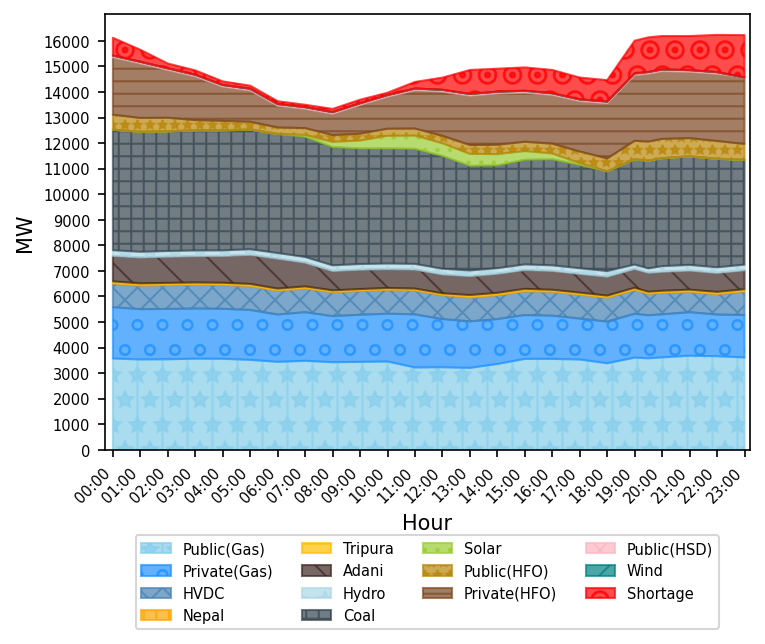 MW
16000
15000
14000
13000
12000
11000
10000
9000
8000
7000
6000
5000
4000
3000
2000
1000
0
00:00 01:00 02:00 03:00 04:00 05:00 06:00 07:00 08:00 09:00 10:00 11:00 12:00 13:00 14:00 15:00 16:00 17:00 18:00 19:00 20:00 21:00 22:00 23:00
Hour
Public(Gas) Tripura Solar Public(HSD)
Private(Gas) Adani Public(HFO) Wind
HVDC Hydro Private(HFO) Shortage
Nepal Coal